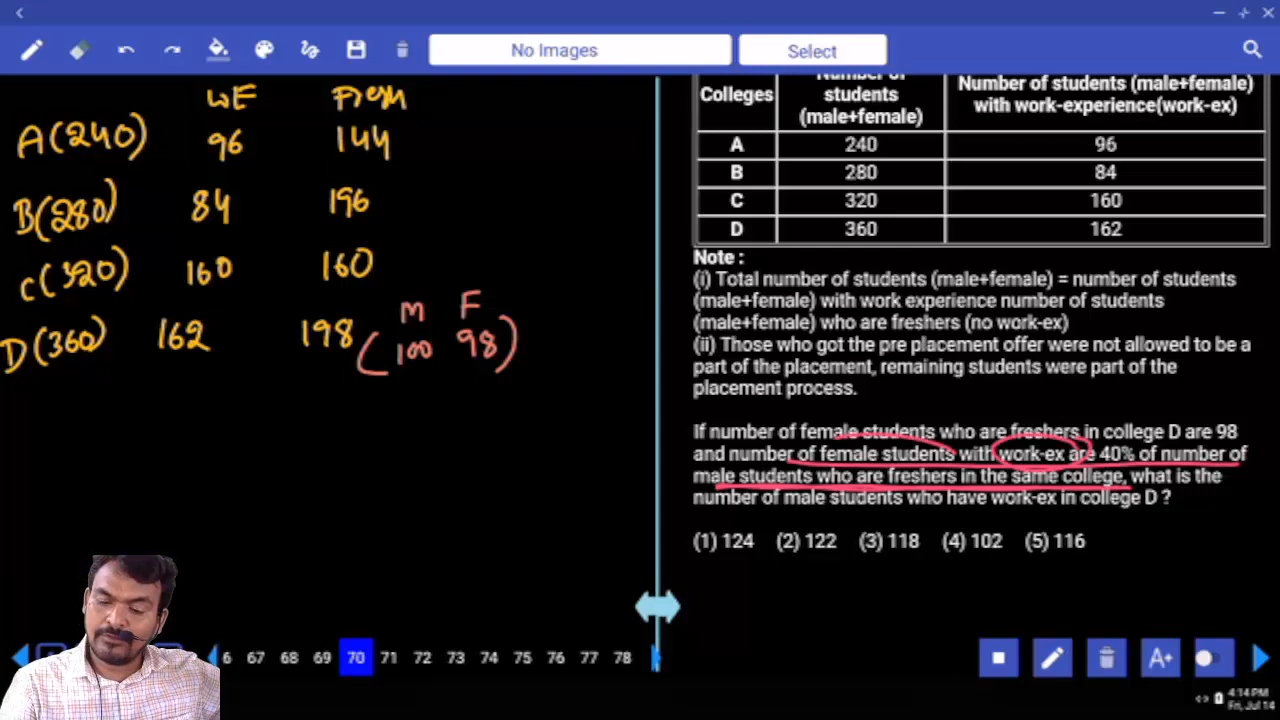 No Images
Select
WE Fresh
A(240) 96 144
B(280) 84 196
C(320) 160 160
M F
D(360) 162 198 (100 98)
Number of
Colleges students Number of students (male+female)
(male+female) with work-experience(work-ex)
A 240 96
B 280 84
C 320 160
D 360 162
Note :
(i) Total number of students (male+female) = number of students
(male+female) with work experience number of students
(male+female) who are freshers (no work-ex)
(ii) Those who got the pre placement offer were not allowed to be a
part of the placement, remaining students were part of the
placement process.
If number of female students who are freshers in college D are 98
and number of female students with work-ex are 40% of number of
male students who are freshers in the same college, what is the
number of male students who have work-ex in college D ?
(1) 124 (2) 122 (3) 118 (4) 102 (5) 116
6 67 68 69 70 71 72 73 74 75 76 77 78
A+
4:14 PM
Fri, Jul 14